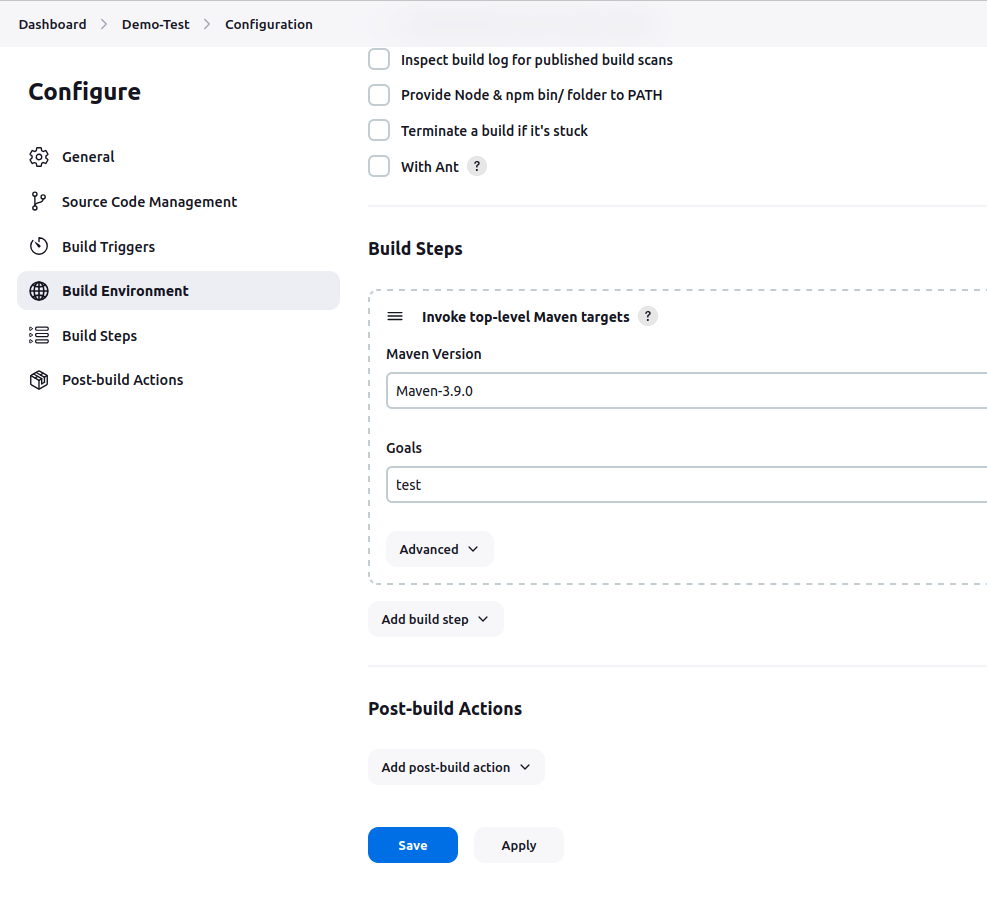 Dashboard > Demo-Test > Configuration
Configure
General
Source Code Management
Build Triggers
Build Environment
Build Steps
Post-build Actions
Inspect build log for published build scans
Provide Node & npm bin/ folder to PATH
Terminate a build if it's stuck
With Ant ?
Build Steps
Invoke top-level Maven targets ?
Maven Version
Maven-3.9.0
Goals
test
Advanced
Add build step
Post-build Actions
Add post-build action
Save Apply